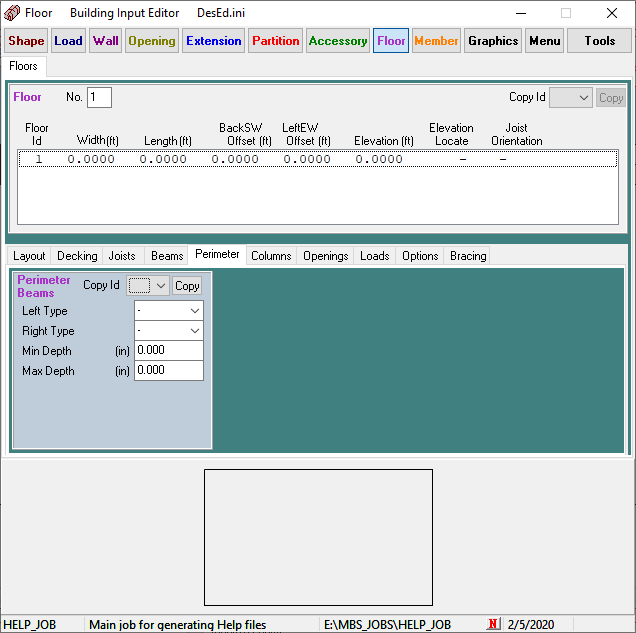 Floor Building Input Editor DesEd.ini
Shape Load Wall Opening Extension Partition Accessory Floor Member Graphics Menu Tools
Floors
Floor No. 1 Copy Id Copy
Floor Id Width(ft) Length(ft) BackSW Offset (ft) LeftEW Offset (ft) Elevation (ft) Elevation Locate Joist Orientation
1 0.0000 0.0000 0.0000 0.0000 0.0000 – –
Layout Decking Joists Beams Perimeter Columns Openings Loads Options Bracing
Perimeter Beams Copy Id Copy
Left Type -
Right Type -
Min Depth (in) 0.000
Max Depth (in) 0.000
HELP_JOB Main job for generating Help files E:\MBS_JOBS\HELP_JOB N 2/5/2020